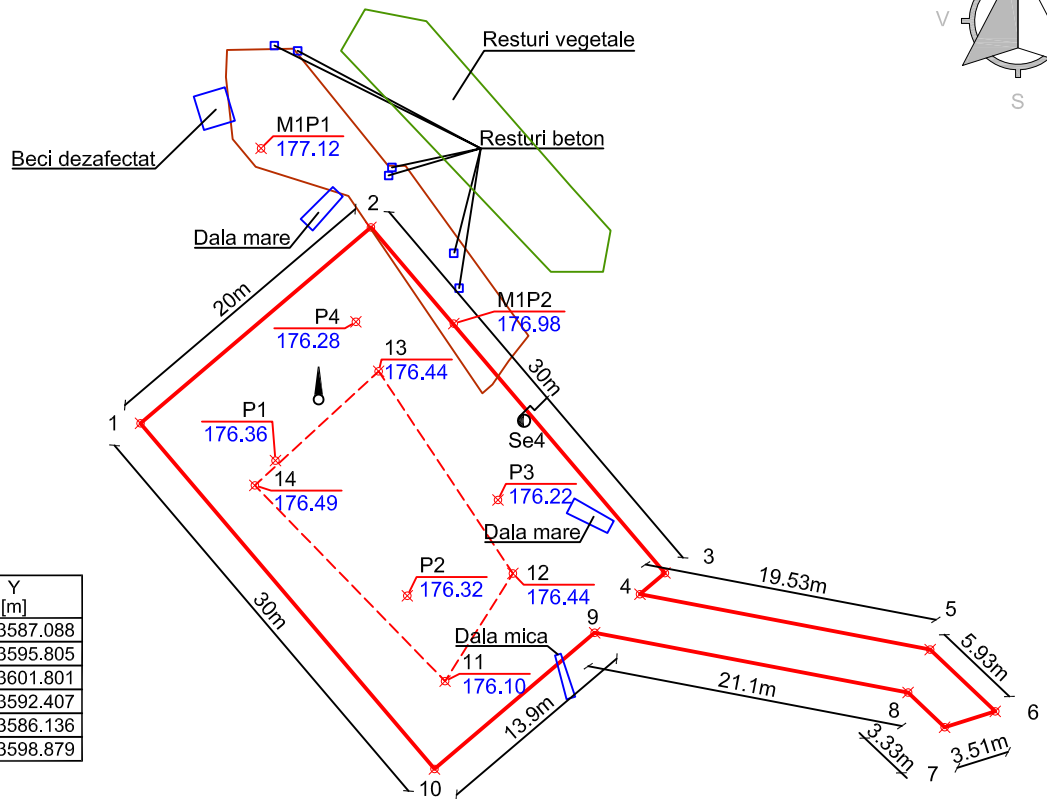 V
S
Resturi vegetale
M1P1
177.12
Resturi beton
Beci dezafectat
2
Dala mare
20m
M1P2
176.98
P4
176.28
13
176.44
30m
1
P1
176.36
Se4
14
176.49
P3
176.22
Dala mare
3
19.53m
P2
176.32
12
176.44
4
5
9
5.93m
30m
Dala mica
11
176.10
21.1m
13.9m
8
6
3.33m
3.51m
7
10
Y
[m]
3587.088
3595.805
3601.801
3592.407
3586.136
3598.879